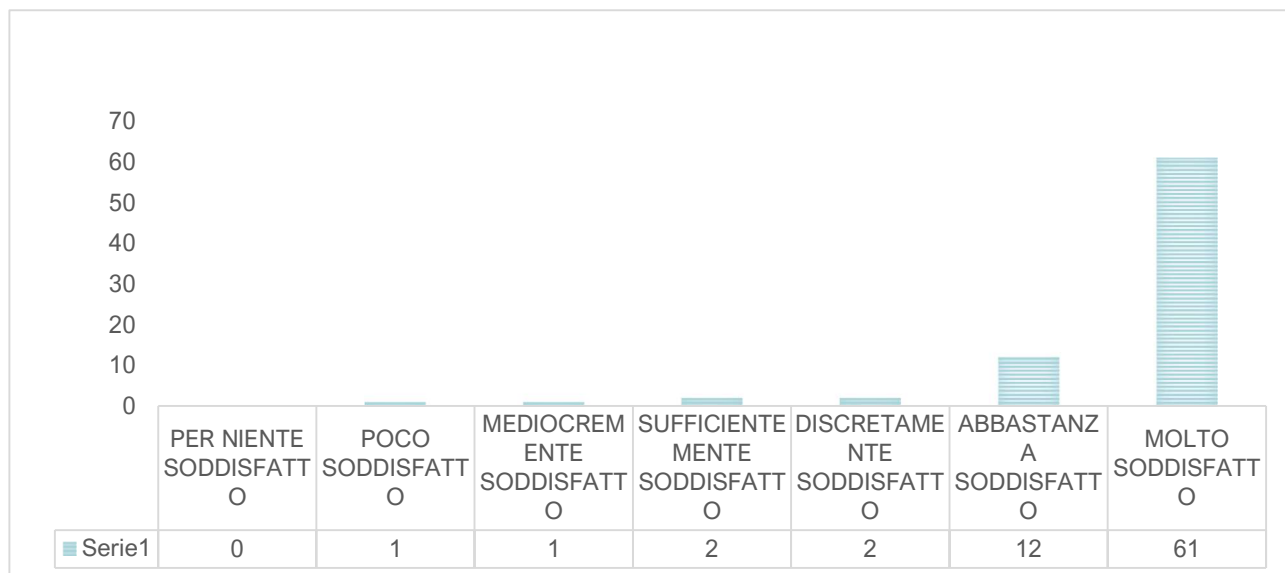 70
60
50
40
30
20
10
0
PER NIENTE
SODDISFATT
O
POCO
SODDISFATT
O
MEDIOCREM
ENTE
SODDISFATT
O
SUFFICIENTE
MENTE
SODDISFATT
O
DISCRETAME
NTE
SODDISFATT
O
ABBASTANZ
A
SODDISFATT
O
MOLTO
SODDISFATT
O
Serie1 0 1 1 2 2 12 61